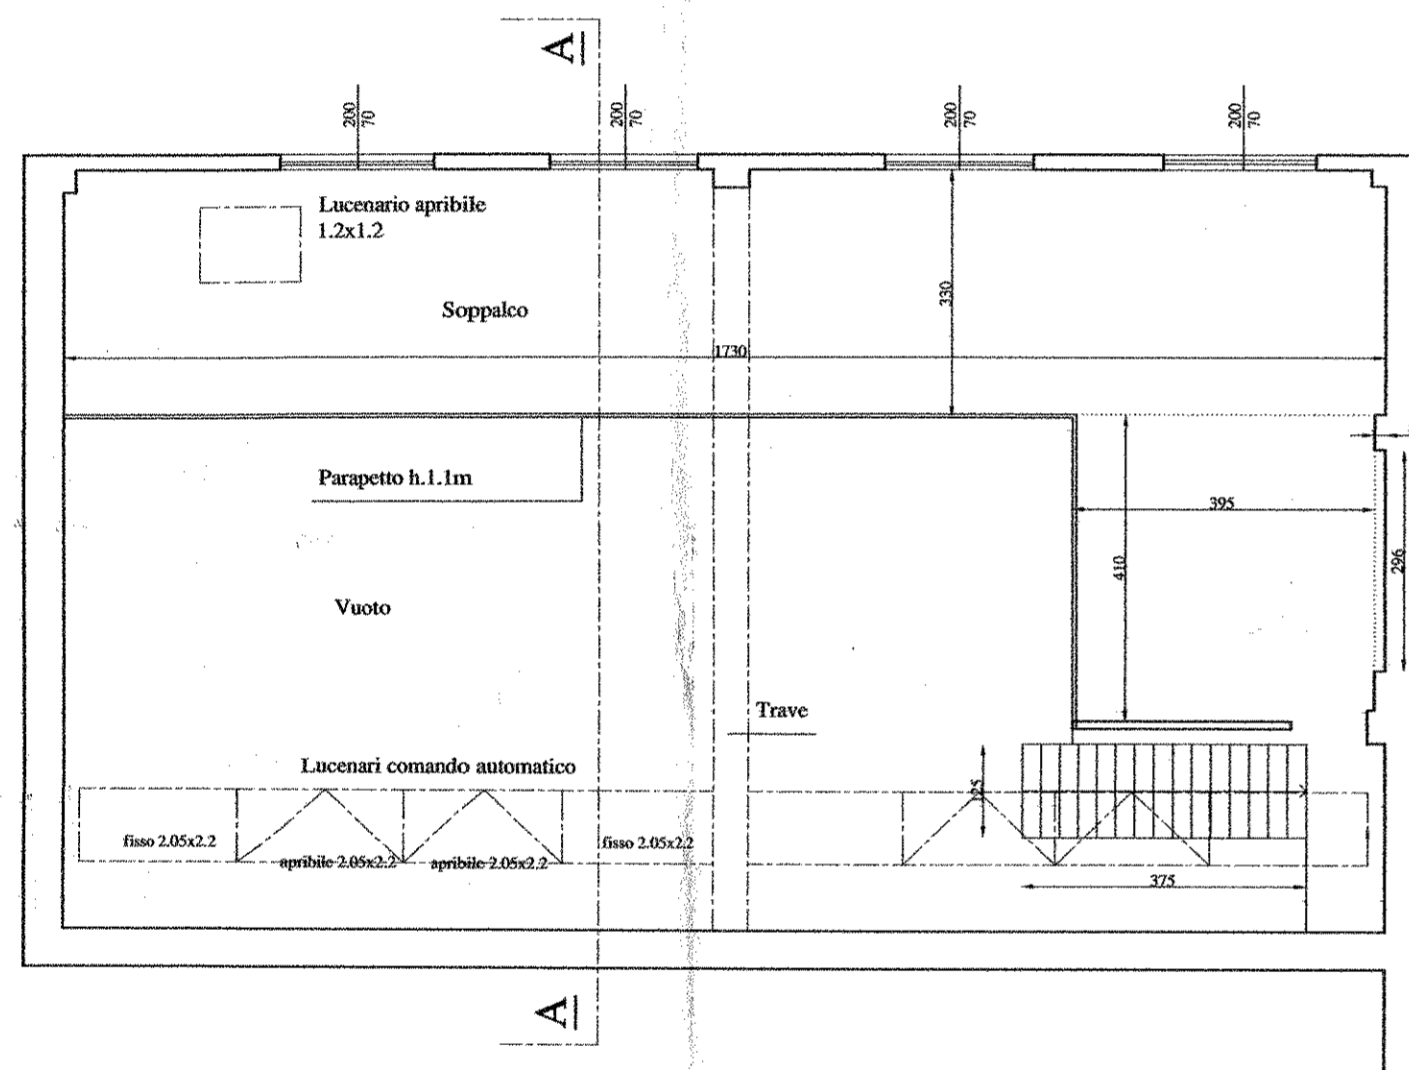 A
200
70
200
70
200
70
200
70
Lucenario apribile
1.2x1.2
Soppalco
330
1730
Parapetto h.1.1m
395
410
296
Vuoto
Trave
Lucenari comando automatico
fisso 2.05x2.2
apribile 2.05x2.2
apribile 2.05x2.2
fisso 2.05x2.2
375
A